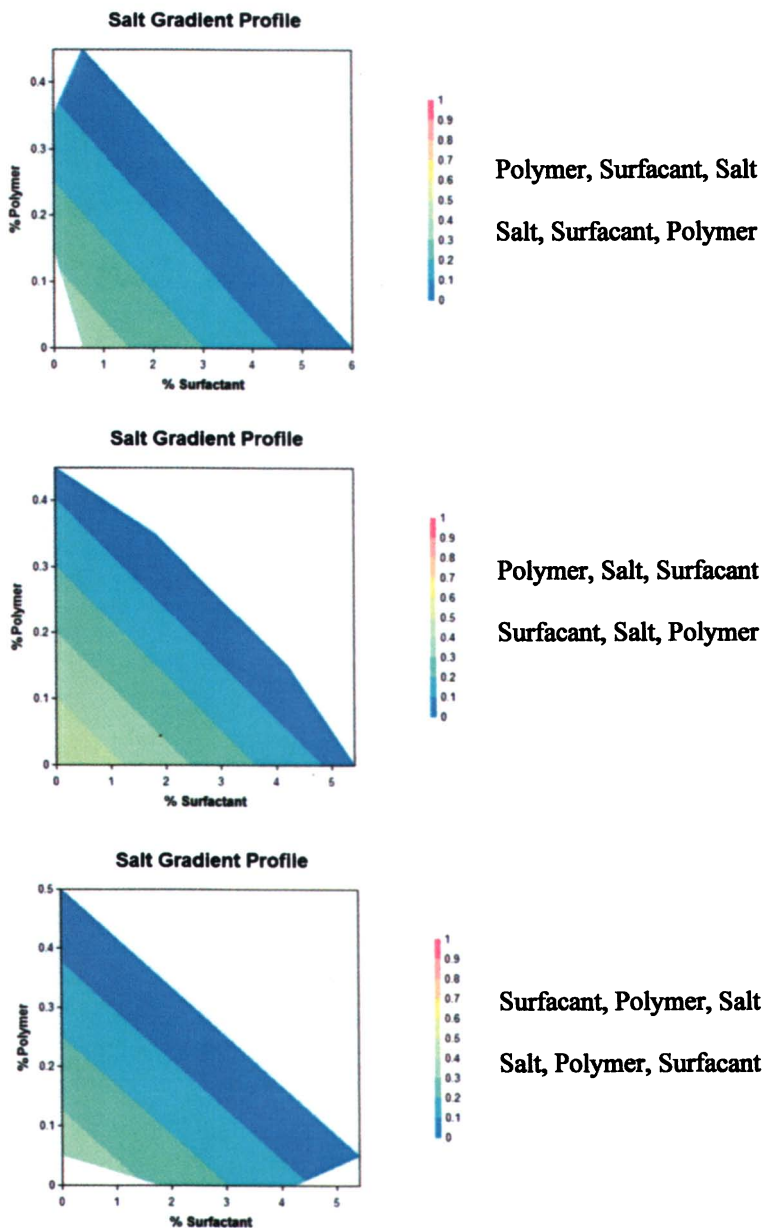 Salt Gradient Profile
0.4
0.3
0.2
0.1
0
%Polymer
0 1 2 3 4 5 6
% Surfactant
1
0.9
0.8
0.7
0.6
0.5
0.4
0.3
0.2
0.1
0
Polymer, Surfacant, Salt
Salt, Surfacant, Polymer
Salt Gradient Profile
0.4
0.3
0.2
0.1
0
%Polymer
0 1 2 3 4 5
% Surfactant
1
0.9
0.8
0.7
0.6
0.5
0.4
0.3
0.2
0.1
0
Polymer, Salt, Surfacant
Surfacant, Salt, Polymer
Salt Gradient Profile
0.5
0.4
0.3
0.2
0.1
0
%Polymer
0 1 2 3 4 5
% Surfactant
1
0.9
0.8
0.7
0.6
0.5
0.4
0.3
0.2
0.1
0
Surfacant, Polymer, Salt
Salt, Polymer, Surfacant